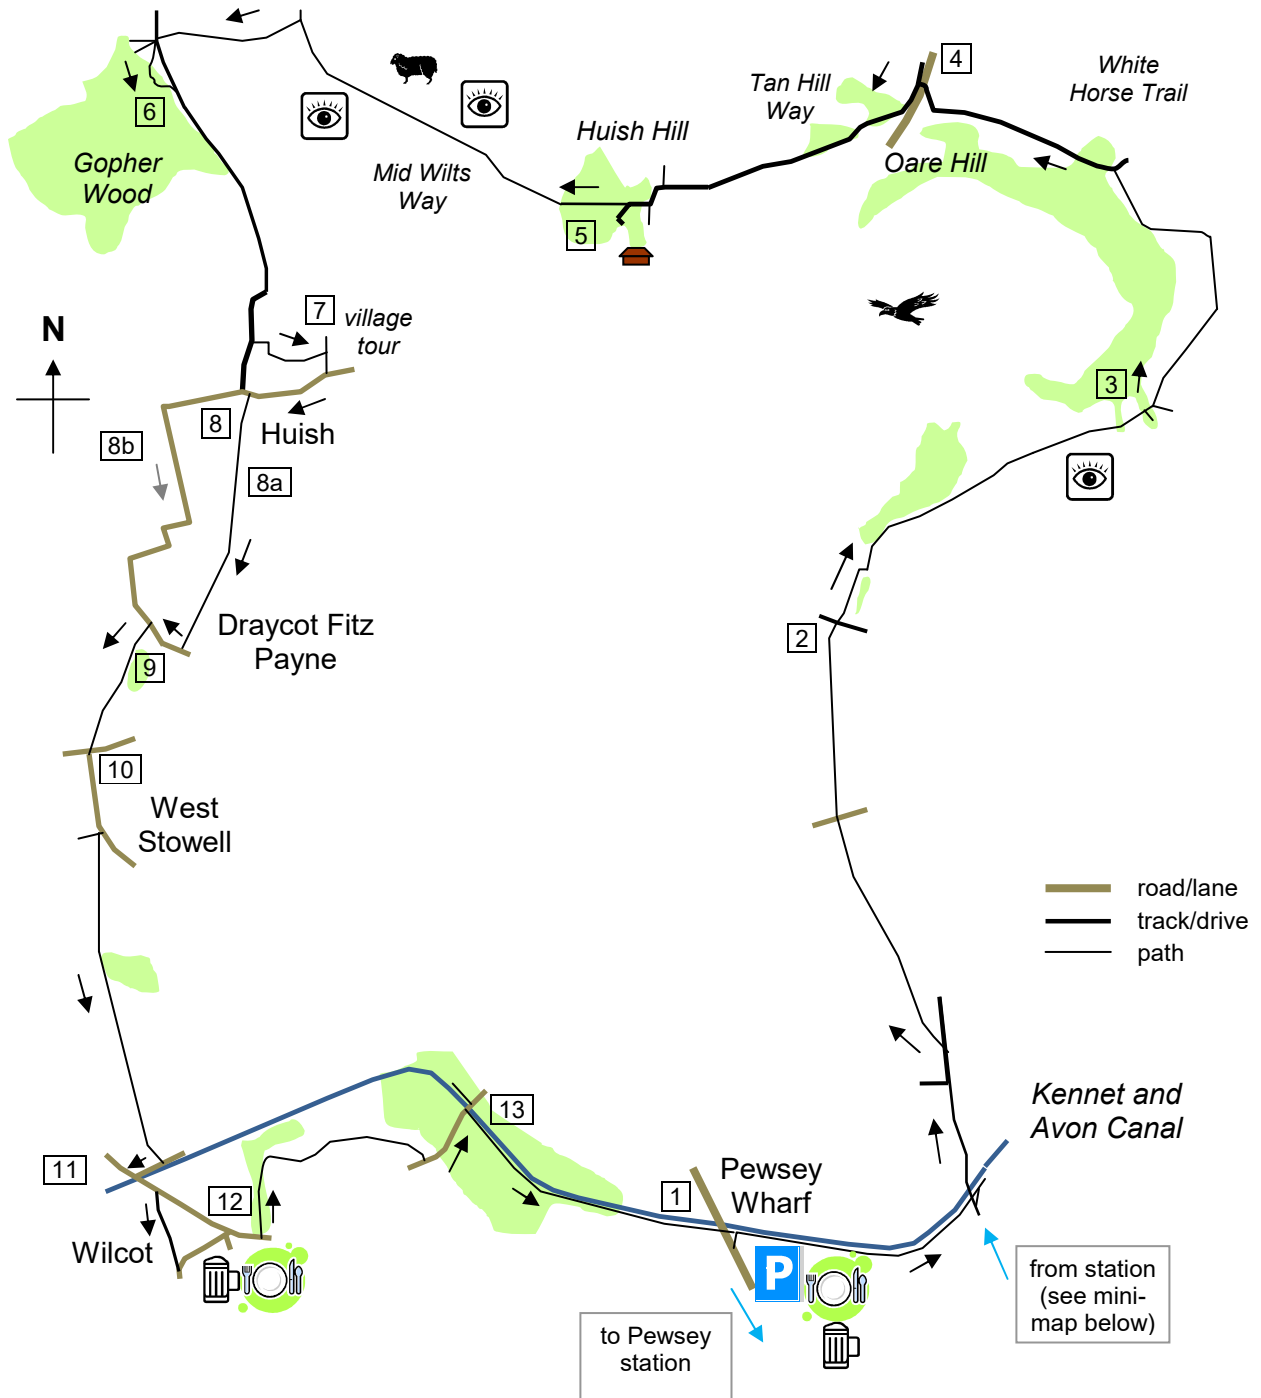 4
White
Horse Trail
Tan Hill
Way
6
Huish Hill
Oare Hill
Gopher
Wood
Mid Wilts
Way
5
7
village
tour
N
3
8
Huish
8b
8a
Draycot Fitz
Payne
2
9
10
West
Stowell
road/lane
track/drive
path
13
Kennet and
Avon Canal
11
12
1
Pewsey
Wharf
Wilcot
P
from station
(see mini-
map below)
to Pewsey
station